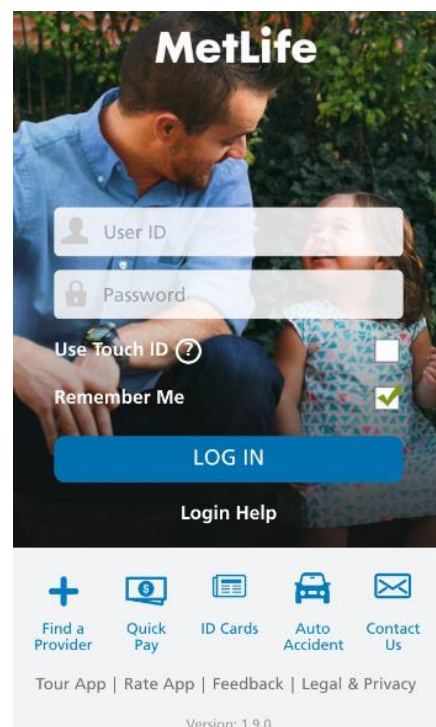 MetLife
User ID
Password
Use Touch ID ?
Remember Me
LOG IN
Login Help
Find a Provider
Quick Pay
ID Cards
Auto Accident
Contact Us
Tour App | Rate App | Feedback | Legal & Privacy
Version: 1.9.0